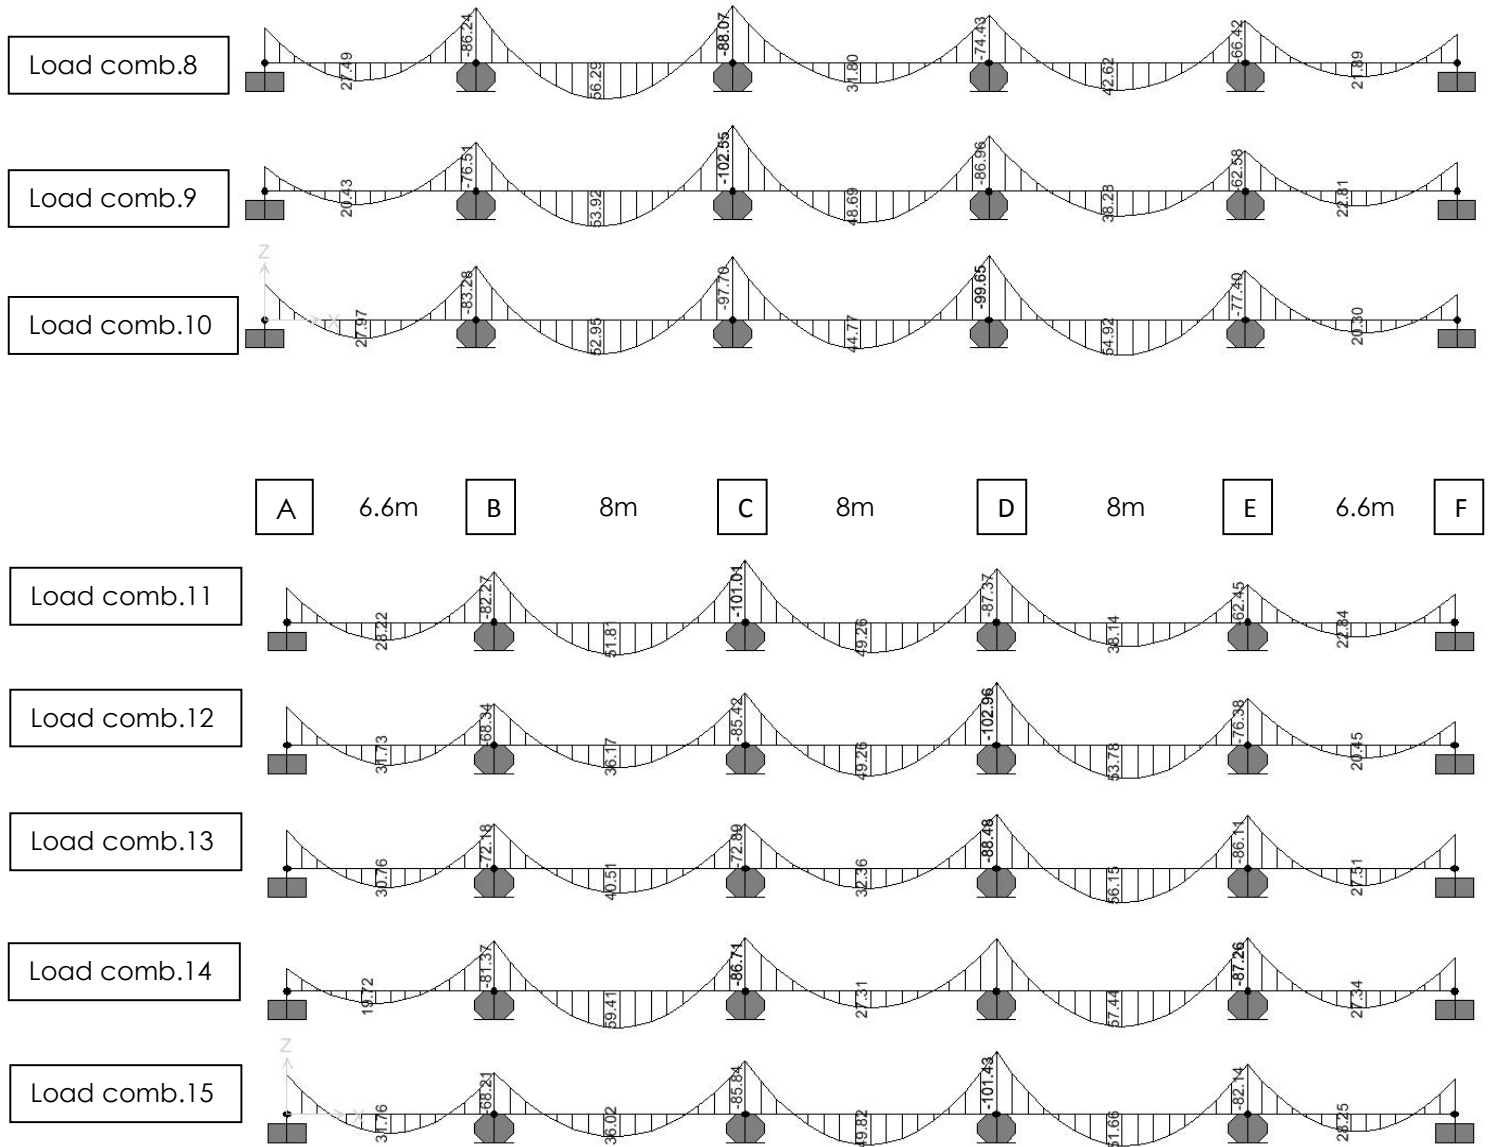 Load comb.8
27.49 -86.24 56.29 -88.07 31.80 -74.43 42.62 -66.42 21.89
Load comb.9
20.43 -76.51 53.92 -102.55 48.69 -86.96 38.28 -62.58 22.81
Z
X
Load comb.10
27.97 -83.28 52.95 -97.70 44.77 -99.65 54.92 -77.40 20.30
A 6.6m B 8m C 8m D 8m E 6.6m F
Load comb.11
28.22 -82.27 51.81 -101.01 49.26 -87.37 38.14 -62.45 22.84
Load comb.12
31.73 -68.34 36.17 -85.42 49.26 -102.96 53.78 -76.38 20.45
Load comb.13
30.76 -72.18 40.51 -72.89 32.36 -88.48 56.15 -86.11 27.51
Load comb.14
19.72 -81.37 59.41 -86.71 27.31 57.44 -87.26 27.34
Z
X
Load comb.15
31.76 -68.21 36.02 -85.84 49.82 -101.43 51.66 -82.14 28.25